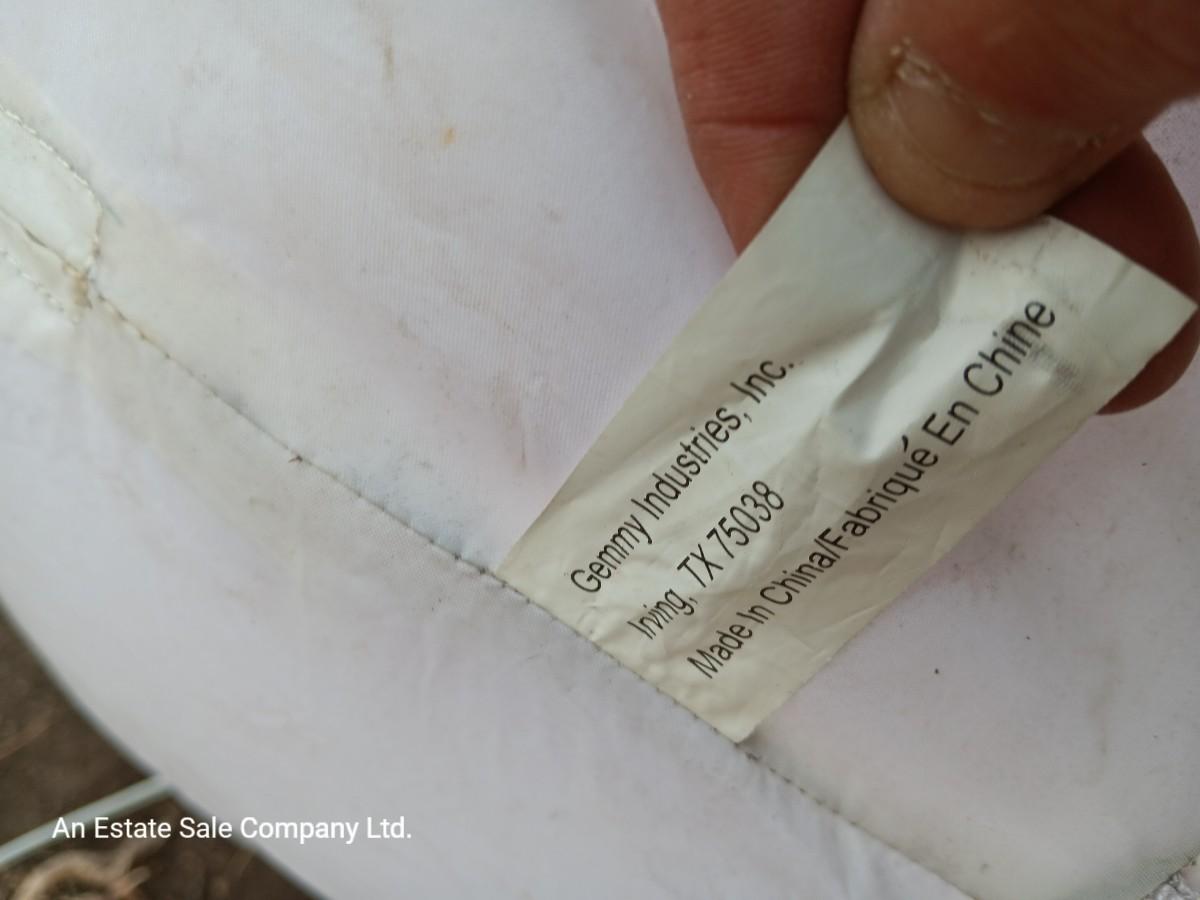 Gemmy Industries, Inc.
Irving, TX 75038
Made In China/Fabriqué En Chine
An Estate Sale Company Ltd.